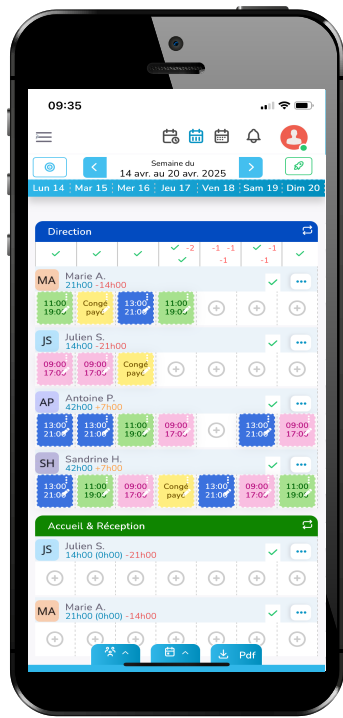 09:35
Semaine du
14 avr. au 20 avr. 2025
Lun 14 Mar 15 Mer 16 Jeu 17 Ven 18 Sam 19 Dim 20
Direction
-2 -1 -1 -1
-1 -1
MA Marie A.
21h00 -14h00
11:00 Congé 13:00 11:00
19:00 payé 21:00 19:00
JS Julien S.
14h00 -21h00
09:00 09:00 Congé
17:00 17:00 payé
AP Antoine P.
42h00 +7h00
13:00 13:00 11:00 09:00 13:00 09:00
21:00 21:00 19:00 17:00 21:00 17:00
SH Sandrine H.
42h00 +7h00
13:00 11:00 09:00 Congé 13:00 09:00 11:00
21:00 19:00 17:00 payé 21:00 17:00 19:00
Accueil & Réception
JS Julien S.
14h00 (0h00) -21h00
MA Marie A.
21h00 (0h00) -14h00
Pdf